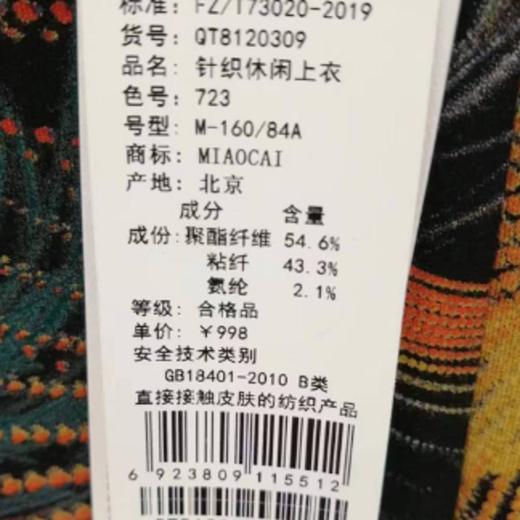 标准: FZ/T73020-2019
货号: QT8120309
品名: 针织休闲上衣
色号: 723
号型: M-160/84A
商标: MIAOCAI
产地: 北京
成分 含量
成份: 聚酯纤维 54.6%
粘纤 43.3%
氨纶 2.1%
等级: 合格品
单价: ￥998
安全技术类别
GB18401-2010 B类
直接接触皮肤的纺织产品
6 923809 115512